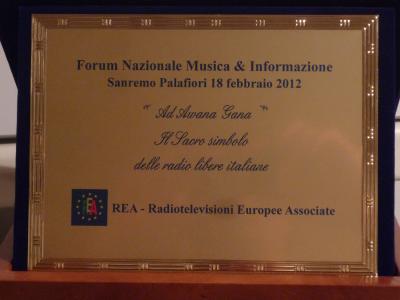 Forum Nazionale Musica & Informazione
Sanremo Palafiori 18 febbraio 2012
" Ad Awana Gana "
Il Sacro simbolo
delle radio libere italiane
REA
REA - Radiotelevisioni Europee Associate